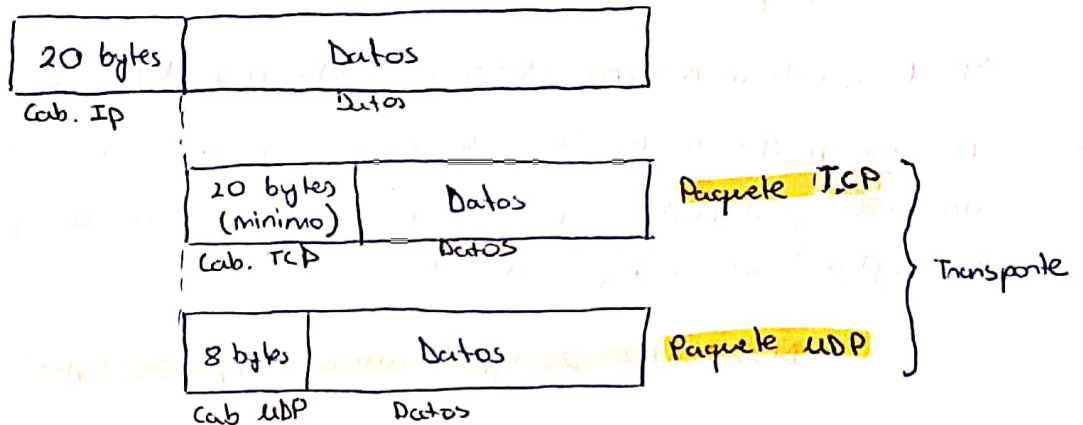 20 bytes Datos
Cab. Ip Datos
20 bytes Datos Paquete TCP
(minimo)
Cab. TCP Datos
Transporte
8 bytes Datos Paquete UDP
Cab UDP Datos